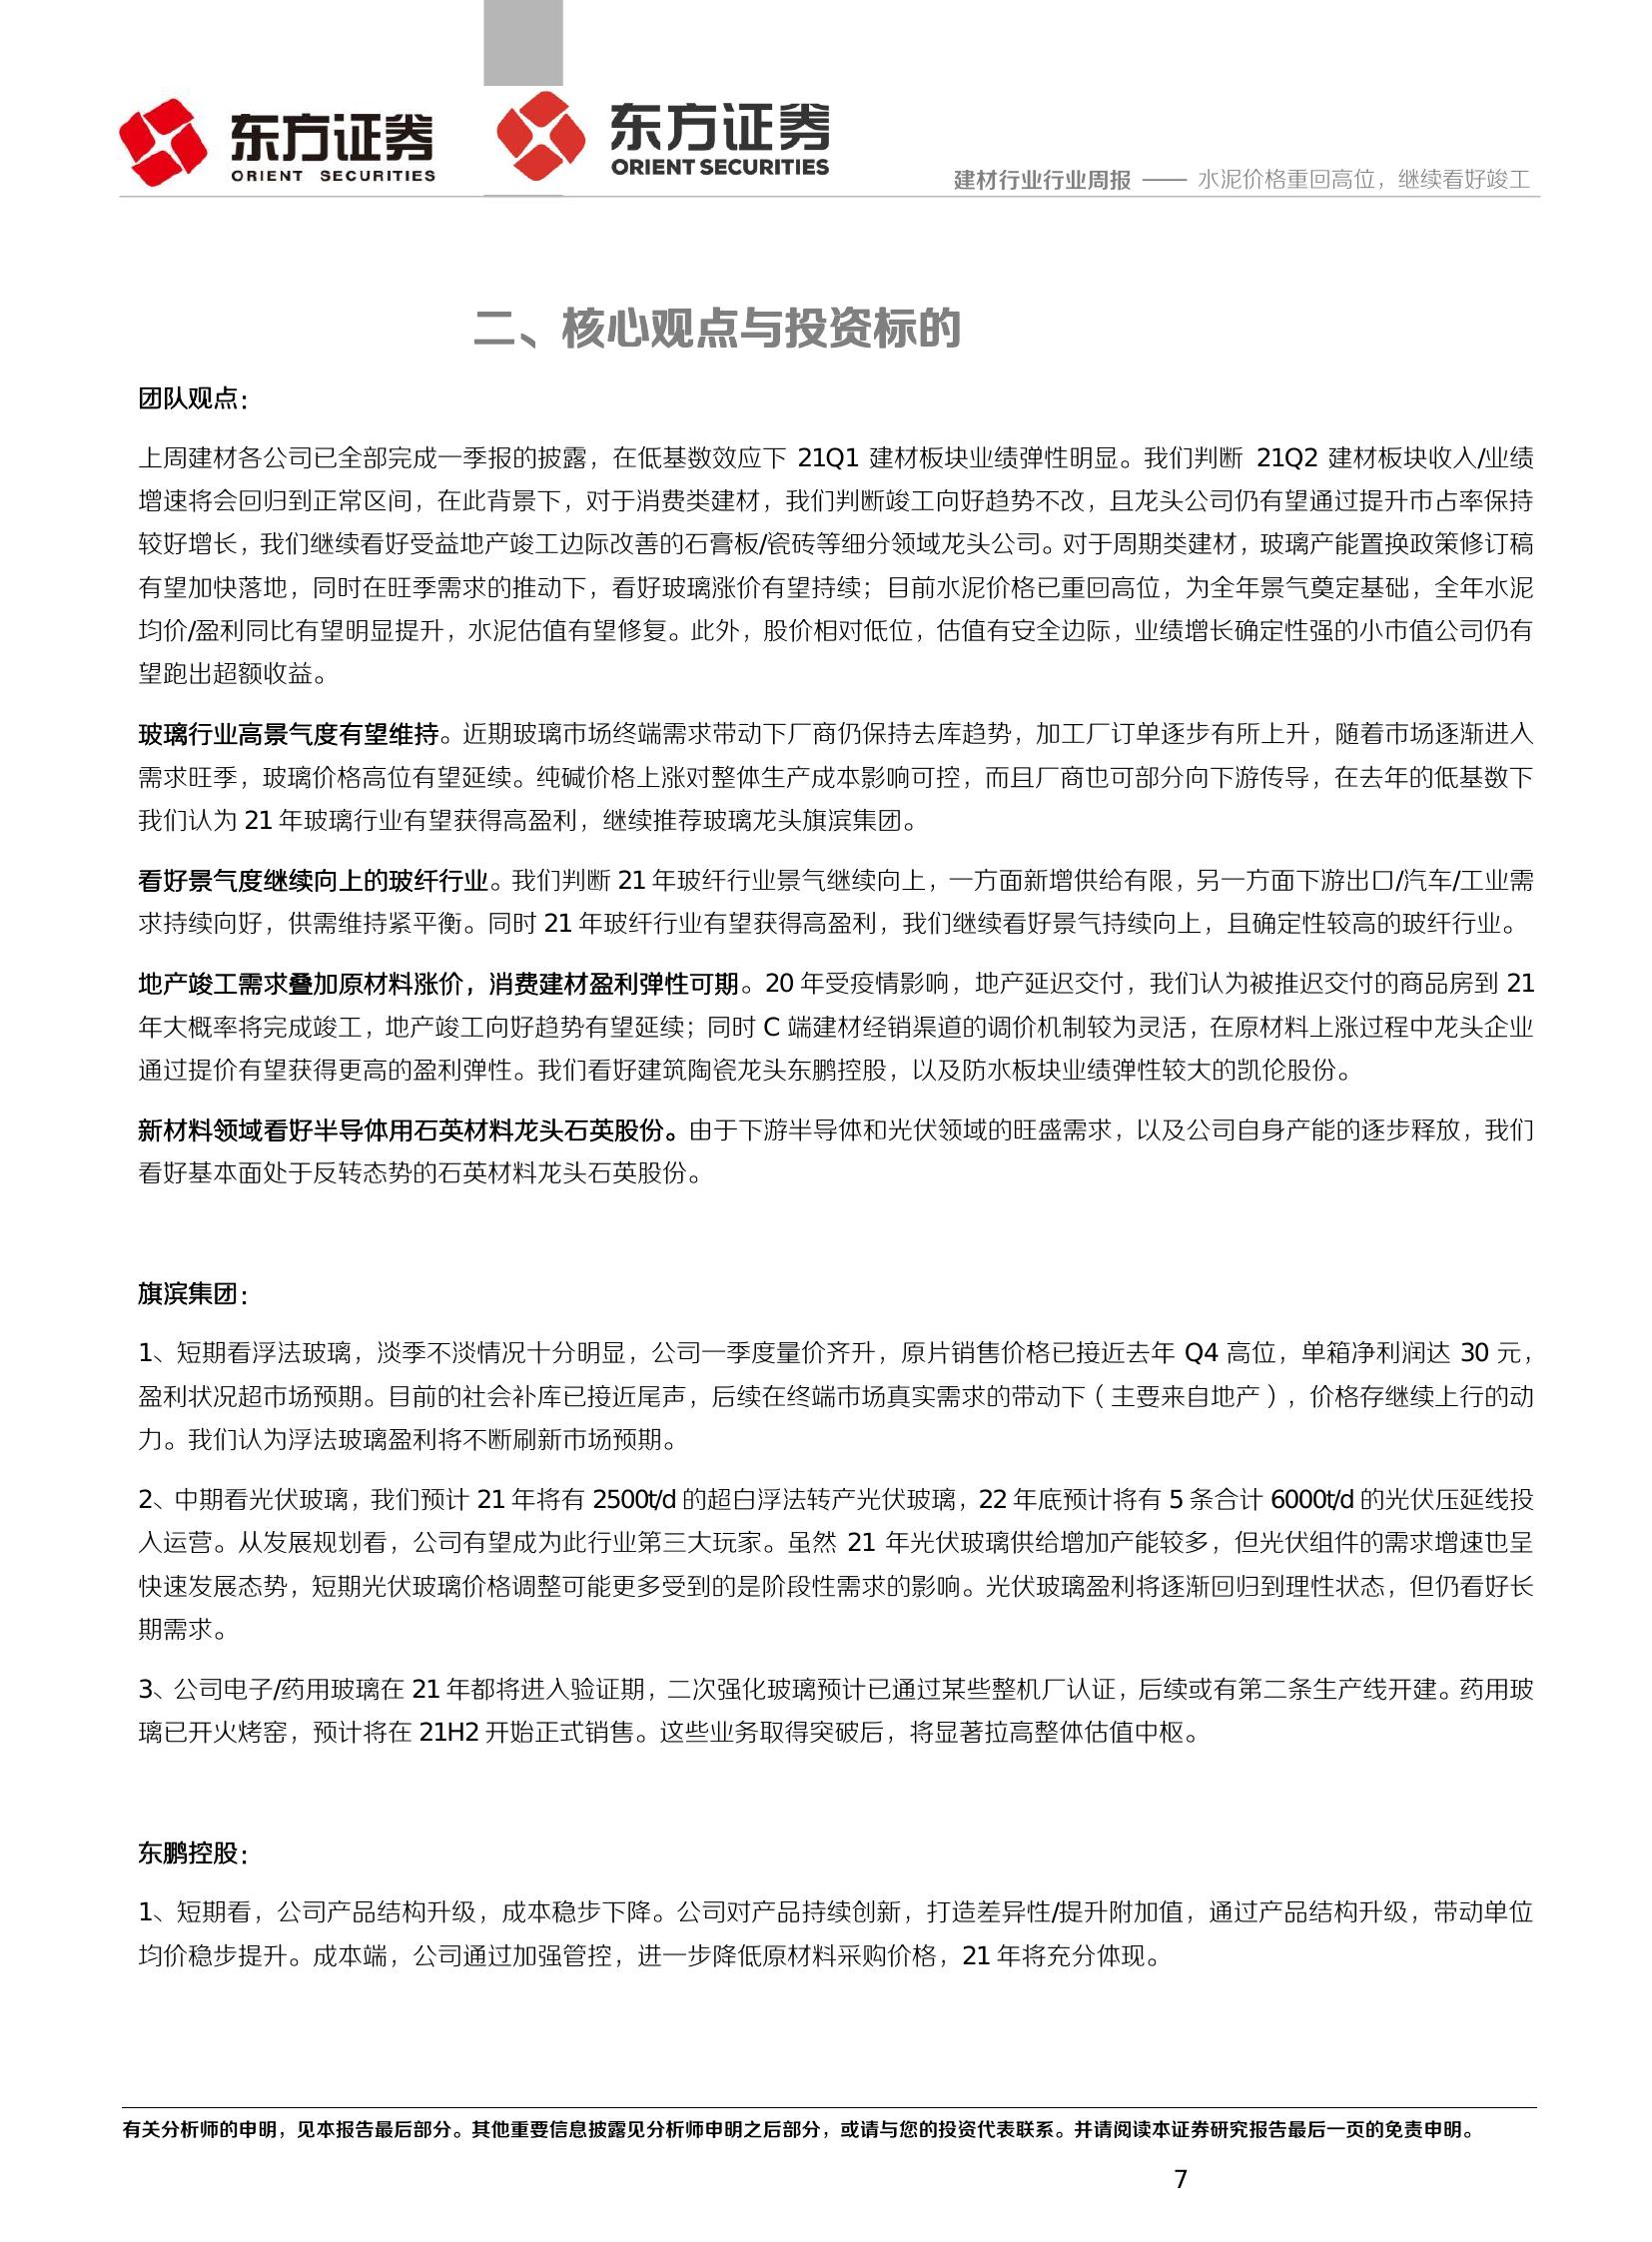 东方证券
ORIENT SECURITIES
东方证券
ORIENT SECURITIES
建材行业行业周报 —— 水泥价格重回高位，继续看好竣工
二、核心观点与投资标的
团队观点：
上周建材各公司已全部完成一季报的披露，在低基数效应下 21Q1 建材板块业绩弹性明显。我们判断 21Q2 建材板块收入/业绩
增速将会回归到正常区间，在此背景下，对于消费类建材，我们判断竣工向好趋势不改，且龙头公司仍有望通过提升市占率保持
较好增长，我们继续看好受益地产竣工边际改善的石膏板/瓷砖等细分领域龙头公司。对于周期类建材，玻璃产能置换政策修订稿
有望加快落地，同时在旺季需求的推动下，看好玻璃涨价有望持续；目前水泥价格已重回高位，为全年景气奠定基础，全年水泥
均价/盈利同比有望明显提升，水泥估值有望修复。此外，股价相对低位，估值有安全边际，业绩增长确定性强的小市值公司仍有
望跑出超额收益。
玻璃行业高景气度有望维持。近期玻璃市场终端需求带动下厂商仍保持去库趋势，加工厂订单逐步有所上升，随着市场逐渐进入
需求旺季，玻璃价格高位有望延续。纯碱价格上涨对整体生产成本影响可控，而且厂商也可部分向下游传导，在去年的低基数下
我们认为 21 年玻璃行业有望获得高盈利，继续推荐玻璃龙头旗滨集团。
看好景气度继续向上的玻纤行业。我们判断 21 年玻纤行业景气继续向上，一方面新增供给有限，另一方面下游出口/汽车/工业需
求持续向好，供需维持紧平衡。同时 21 年玻纤行业有望获得高盈利，我们继续看好景气持续向上，且确定性较高的玻纤行业。
地产竣工需求叠加原材料涨价，消费建材盈利弹性可期。20 年受疫情影响，地产延迟交付，我们认为被推迟交付的商品房到 21
年大概率将完成竣工，地产竣工向好趋势有望延续；同时 C 端建材经销渠道的调价机制较为灵活，在原材料上涨过程中龙头企业
通过提价有望获得更高的盈利弹性。我们看好建筑陶瓷龙头东鹏控股，以及防水板块业绩弹性较大的凯伦股份。
新材料领域看好半导体用石英材料龙头石英股份。由于下游半导体和光伏领域的旺盛需求，以及公司自身产能的逐步释放，我们
看好基本面处于反转态势的石英材料龙头石英股份。
旗滨集团：
1、短期看浮法玻璃，淡季不淡情况十分明显，公司一季度量价齐升，原片销售价格已接近去年 Q4 高位，单箱净利润达 30 元，
盈利状况超市场预期。目前的社会补库已接近尾声，后续在终端市场真实需求的带动下（主要来自地产），价格存继续上行的动
力。我们认为浮法玻璃盈利将不断刷新市场预期。
2、中期看光伏玻璃，我们预计 21 年将有 2500t/d 的超白浮法转产光伏玻璃，22 年底预计将有 5 条合计 6000t/d 的光伏压延线投
入运营。从发展规划看，公司有望成为此行业第三大玩家。虽然 21 年光伏玻璃供给增加产能较多，但光伏组件的需求增速也呈
快速发展态势，短期光伏玻璃价格调整可能更多受到的是阶段性需求的影响。光伏玻璃盈利将逐渐回归到理性状态，但仍看好长
期需求。
3、公司电子/药用玻璃在 21 年都将进入验证期，二次强化玻璃预计已通过某些整机厂认证，后续或有第二条生产线开建。药用玻
璃已开火烤窑，预计将在 21H2 开始正式销售。这些业务取得突破后，将显著拉高整体估值中枢。
东鹏控股：
1、短期看，公司产品结构升级，成本稳步下降。公司对产品持续创新，打造差异性/提升附加值，通过产品结构升级，带动单位
均价稳步提升。成本端，公司通过加强管控，进一步降低原材料采购价格，21 年将充分体现。
有关分析师的申明，见本报告最后部分。其他重要信息披露见分析师申明之后部分，或请与您的投资代表联系。并请阅读本证券研究报告最后一页的免责申明。
7